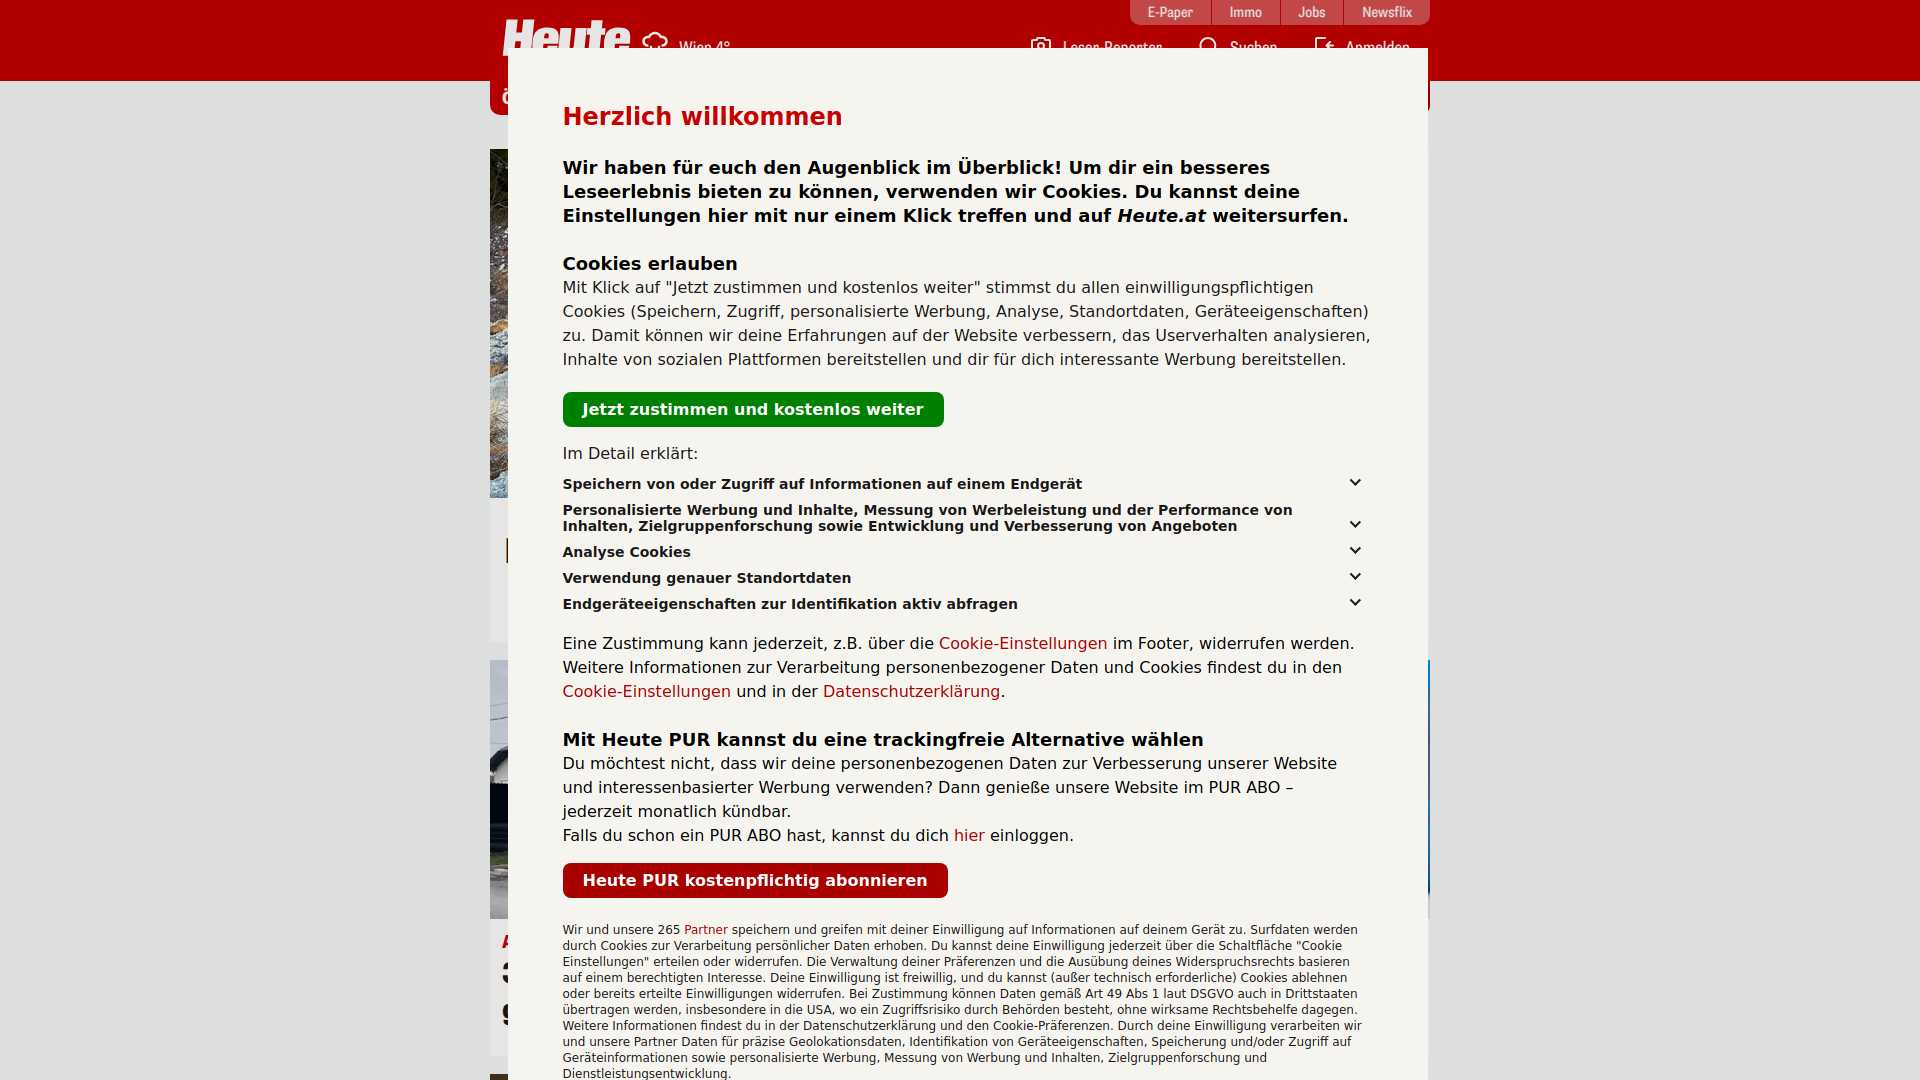 E-Paper
Immo
Jobs
Newsflix
Heute
Wien 4°
Leser-Reporter
Suchen
Anmelden
Herzlich willkommen
Wir haben für euch den Augenblick im Überblick! Um dir ein besseres
Leseerlebnis bieten zu können, verwenden wir Cookies. Du kannst deine
Einstellungen hier mit nur einem Klick treffen und auf Heute.at weitersurfen.
Cookies erlauben
Mit Klick auf "Jetzt zustimmen und kostenlos weiter" stimmst du allen einwilligungspflichtigen
Cookies (Speichern, Zugriff, personalisierte Werbung, Analyse, Standortdaten, Geräteeigenschaften)
zu. Damit können wir deine Erfahrungen auf der Website verbessern, das Userverhalten analysieren,
Inhalte von sozialen Plattformen bereitstellen und dir für dich interessante Werbung bereitstellen.
Jetzt zustimmen und kostenlos weiter
Im Detail erklärt:
Speichern von oder Zugriff auf Informationen auf einem Endgerät
Personalisierte Werbung und Inhalte, Messung von Werbeleistung und der Performance von
Inhalten, Zielgruppenforschung sowie Entwicklung und Verbesserung von Angeboten
Analyse Cookies
Verwendung genauer Standortdaten
Endgeräteeigenschaften zur Identifikation aktiv abfragen
Eine Zustimmung kann jederzeit, z.B. über die Cookie-Einstellungen im Footer, widerrufen werden.
Weitere Informationen zur Verarbeitung personenbezogener Daten und Cookies findest du in den
Cookie-Einstellungen und in der Datenschutzerklärung.
Mit Heute PUR kannst du eine trackingfreie Alternative wählen
Du möchtest nicht, dass wir deine personenbezogenen Daten zur Verbesserung unserer Website
und interessenbasierter Werbung verwenden? Dann genieße unsere Website im PUR ABO –
jederzeit monatlich kündbar.
Falls du schon ein PUR ABO hast, kannst du dich hier einloggen.
Heute PUR kostenpflichtig abonnieren
Wir und unsere 265 Partner speichern und greifen mit deiner Einwilligung auf Informationen auf deinem Gerät zu. Surfdaten werden
durch Cookies zur Verarbeitung persönlicher Daten erhoben. Du kannst deine Einwilligung jederzeit über die Schaltfläche "Cookie
Einstellungen" erteilen oder widerrufen. Die Verwaltung deiner Präferenzen und die Ausübung deines Widerspruchsrechts basieren
auf einem berechtigten Interesse. Deine Einwilligung ist freiwillig, und du kannst (außer technisch erforderliche) Cookies ablehnen
oder bereits erteilte Einwilligungen widerrufen. Bei Zustimmung können Daten gemäß Art 49 Abs 1 laut DSGVO auch in Drittstaaten
übertragen werden, insbesondere in die USA, wo ein Zugriffsrisiko durch Behörden besteht, ohne wirksame Rechtsbehelfe dagegen.
Weitere Informationen findest du in der Datenschutzerklärung und den Cookie-Präferenzen. Durch deine Einwilligung verarbeiten wir
und unsere Partner Daten für präzise Geolokationsdaten, Identifikation von Geräteeigenschaften, Speicherung und/oder Zugriff auf
Geräteinformationen sowie personalisierte Werbung, Messung von Werbung und Inhalten, Zielgruppenforschung und
Dienstleistungsentwicklung.